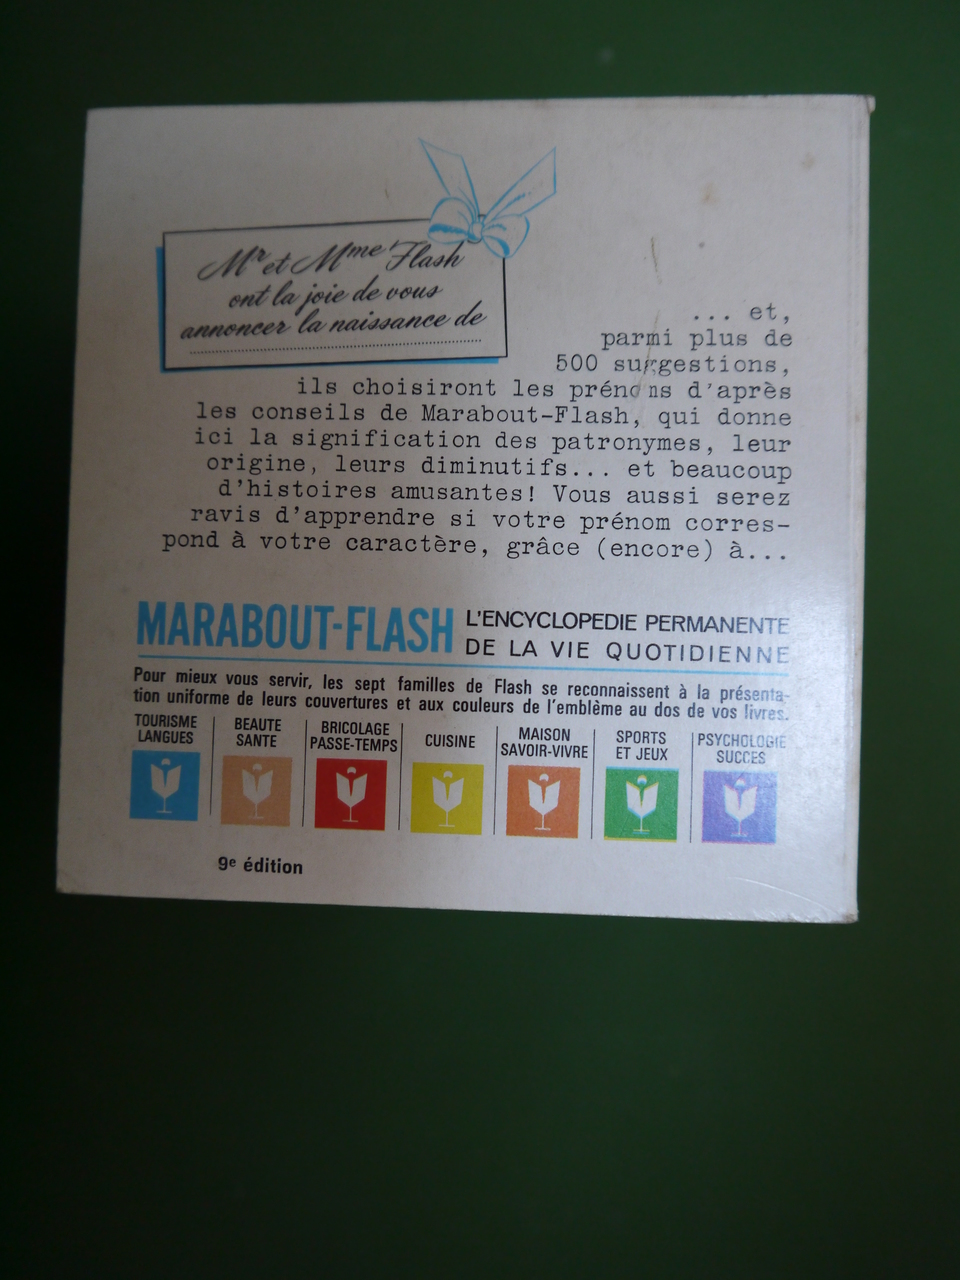 Mr et Mme Flash
ont la joie de vous
annoncer la naissance de
... et,
parmi plus de
500 suggestions,
ils choisiront les prénoms d'après
les conseils de Marabout-Flash, qui donne
ici la signification des patronymes, leur
origine, leurs diminutifs... et beaucoup
d'histoires amusantes! Vous aussi serez
ravis d'apprendre si votre prénom corres-
pond à votre caractère, grâce (encore) à...
MARABOUT-FLASH L'ENCYCLOPEDIE PERMANENTE
DE LA VIE QUOTIDIENNE
Pour mieux vous servir, les sept familles de Flash se reconnaissent à la présenta-
tion uniforme de leurs couvertures et aux couleurs de l'emblème au dos de vos livres.
TOURISME
LANGUES
BEAUTE
SANTE
BRICOLAGE
PASSE-TEMPS
CUISINE
MAISON
SAVOIR-VIVRE
SPORTS
ET JEUX
PSYCHOLOGIE
SUCCES
9e édition